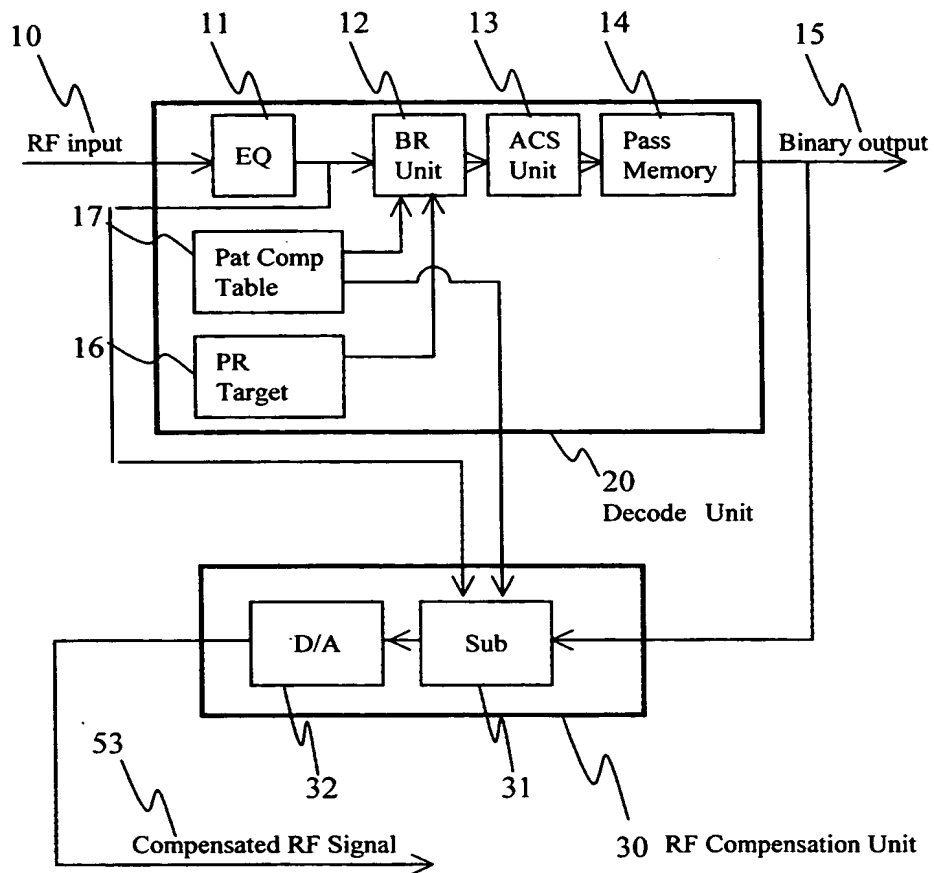 10
11
12
13
14
15
RF input
EQ
BR
Unit
ACS
Unit
Pass
Memory
Binary output
17
Pat Comp
Table
16
PR
Target
20
Decode Unit
D/A
Sub
53
32
31
30 RF Compensation Unit
Compensated RF Signal